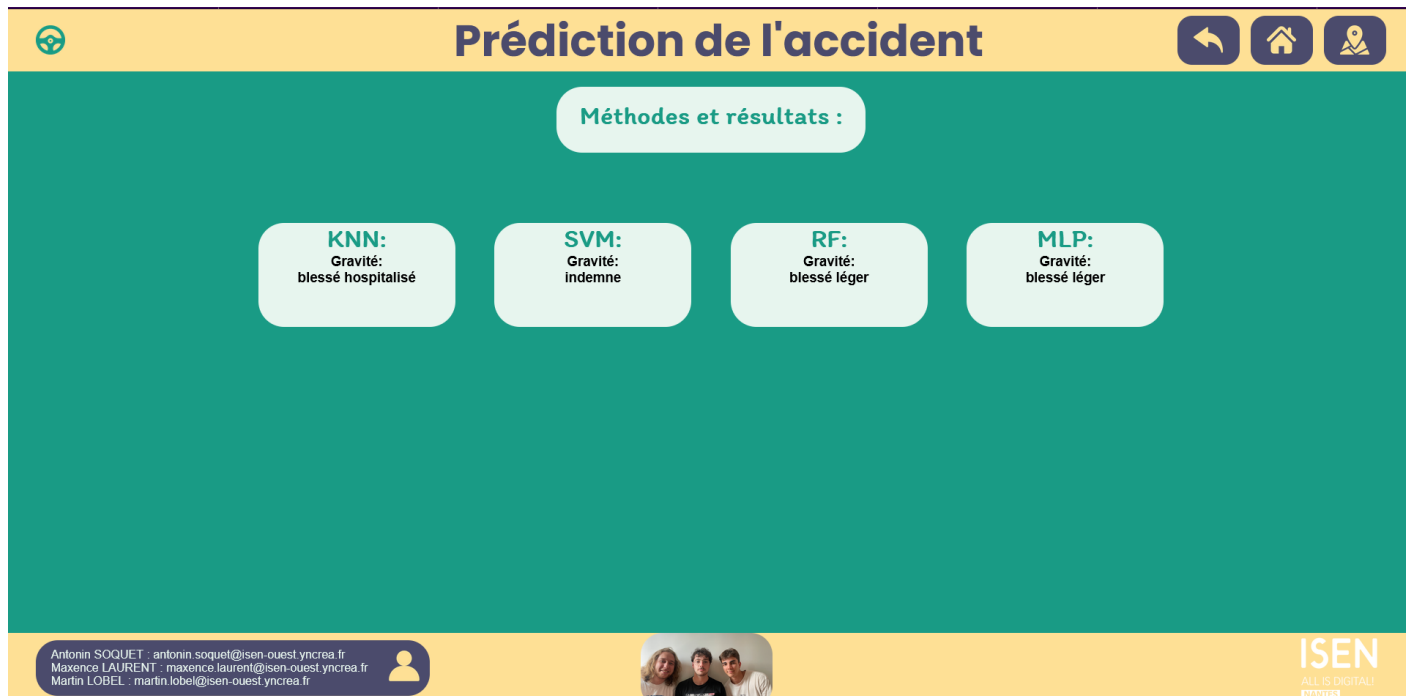 Prédiction de l'accident
Méthodes et résultats :
KNN:
Gravité:
blessé hospitalisé
SVM:
Gravité:
indemne
RF:
Gravité:
blessé léger
MLP:
Gravité:
blessé léger
Antonin SOQUET : antonin.soquet@isen-ouest.yncrea.fr
Maxence LAURENT : maxence.laurent@isen-ouest.yncrea.fr
Martin LOBEL : martin.lobel@isen-ouest.yncrea.fr
ISEN
ALL IS DIGITAL!
NANTES